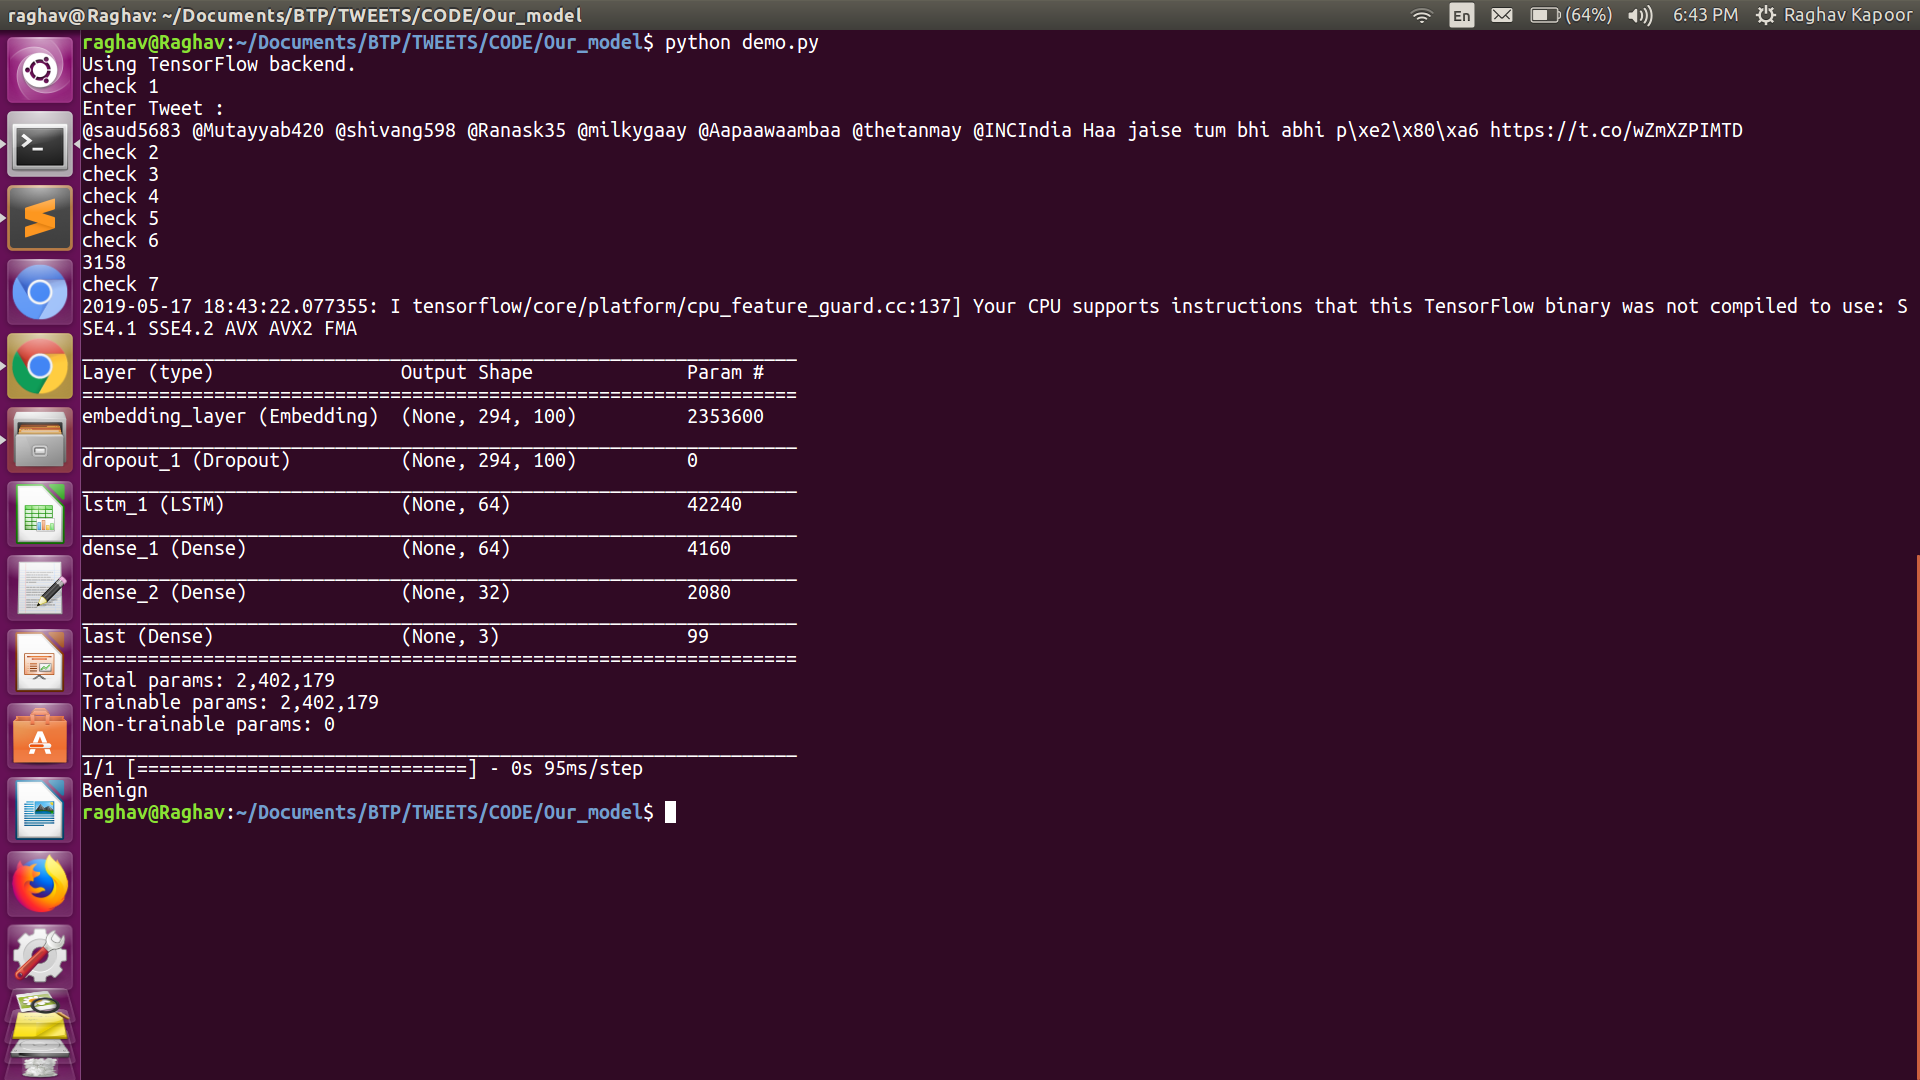 raghav@Raghav: ~/Documents/BTP/TWEETS/CODE/Our_model
En
(64%)
6:43 PM
Raghav Kapoor
raghav@Raghav:~/Documents/BTP/TWEETS/CODE/Our_model$ python demo.py
Using TensorFlow backend.
check 1
Enter Tweet :
@saud5683 @Mutayyab420 @shivang598 @Ranask35 @milkygaay @Aapaawaambaa @thetanmay @INCIndia Haa jaise tum bhi abhi p\xe2\x80\xa6 https://t.co/wZmXZPIMTD
check 2
check 3
check 4
check 5
check 6
3158
check 7
2019-05-17 18:43:22.077355: I tensorflow/core/platform/cpu_feature_guard.cc:137] Your CPU supports instructions that this TensorFlow binary was not compiled to use: S
SE4.1 SSE4.2 AVX AVX2 FMA
_________________________________________________________________
Layer (type)                 Output Shape              Param #
=================================================================
embedding_layer (Embedding)  (None, 294, 100)          2353600
_________________________________________________________________
dropout_1 (Dropout)          (None, 294, 100)          0
_________________________________________________________________
lstm_1 (LSTM)                (None, 64)                42240
_________________________________________________________________
dense_1 (Dense)              (None, 64)                4160
_________________________________________________________________
dense_2 (Dense)              (None, 32)                2080
_________________________________________________________________
last (Dense)                 (None, 3)                 99
=================================================================
Total params: 2,402,179
Trainable params: 2,402,179
Non-trainable params: 0
_________________________________________________________________
1/1 [==============================] - 0s 95ms/step
Benign
raghav@Raghav:~/Documents/BTP/TWEETS/CODE/Our_model$